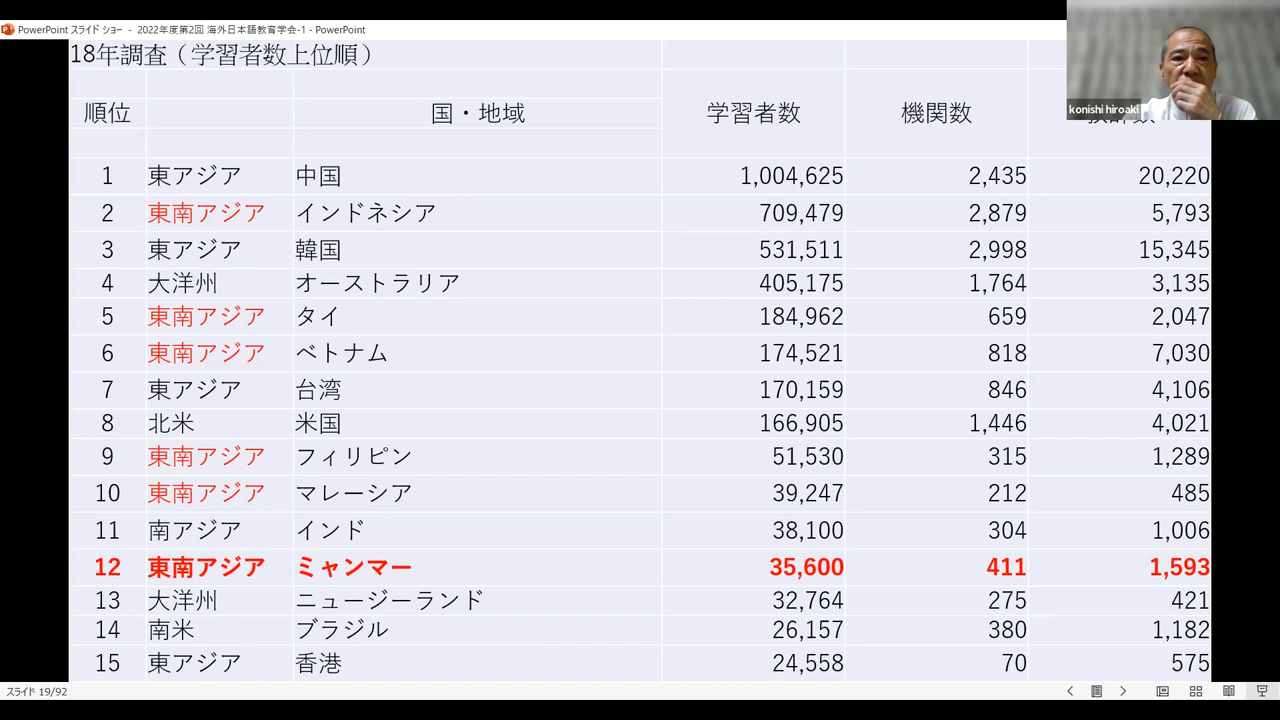 PowerPoint スライド ショー - 2022年度第2回 海外日本語教育学会-1 - PowerPoint
18年調査（学習者数上位順）
konishi hiroaki
順位 国・地域 学習者数 機関数
1 東アジア 中国 1,004,625 2,435 20,220
2 東南アジア インドネシア 709,479 2,879 5,793
3 東アジア 韓国 531,511 2,998 15,345
4 大洋州 オーストラリア 405,175 1,764 3,135
5 東南アジア タイ 184,962 659 2,047
6 東南アジア ベトナム 174,521 818 7,030
7 東アジア 台湾 170,159 846 4,106
8 北米 米国 166,905 1,446 4,021
9 東南アジア フィリピン 51,530 315 1,289
10 東南アジア マレーシア 39,247 212 485
11 南アジア インド 38,100 304 1,006
12 東南アジア ミャンマー 35,600 411 1,593
13 大洋州 ニュージーランド 32,764 275 421
14 南米 ブラジル 26,157 380 1,182
15 東アジア 香港 24,558 70 575
スライド 19/92